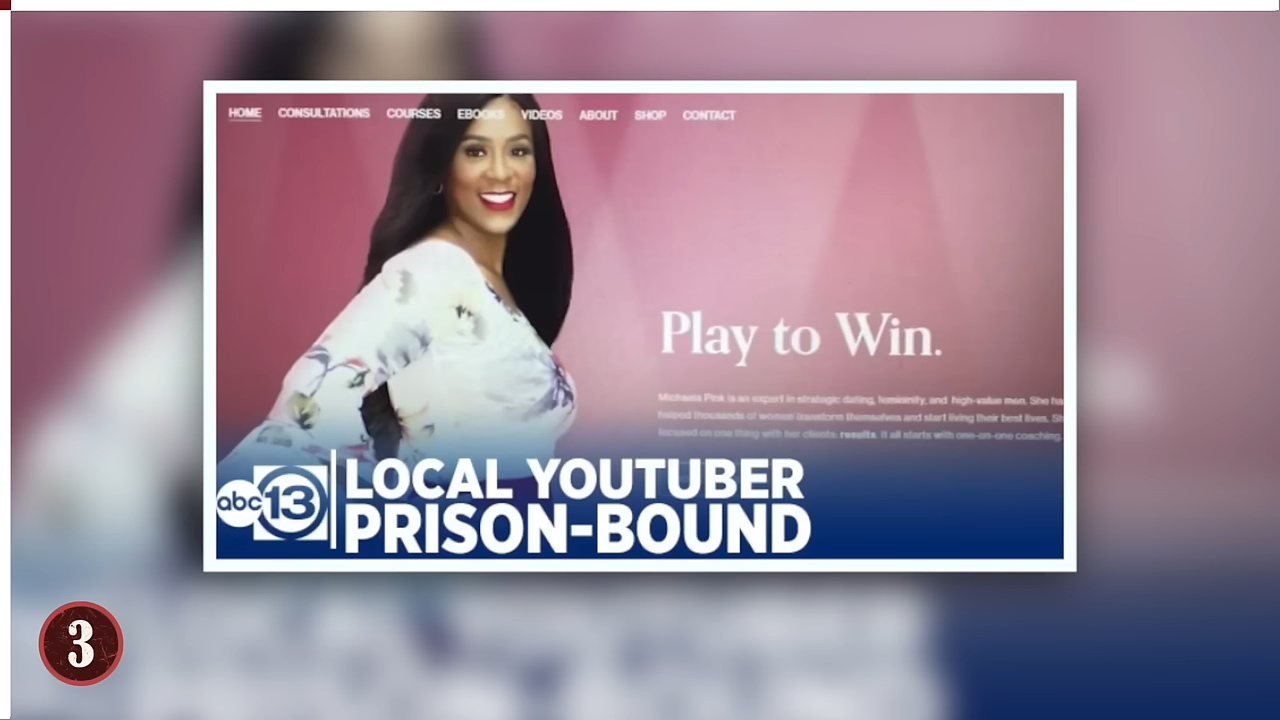 HOME CONSULTATIONS COURSES EBOOKS VIDEOS ABOUT SHOP CONTACT
Play to Win.
Michaela Pink is an expert in strategic dating, femininity, and high-value men. She ha
helped thousands of women transform themselves and start living their best lives. Sh
focused on one thing with her clients: results. It all starts with one-on-one coaching.
abc 13
LOCAL YOUTUBER
PRISON-BOUND
3